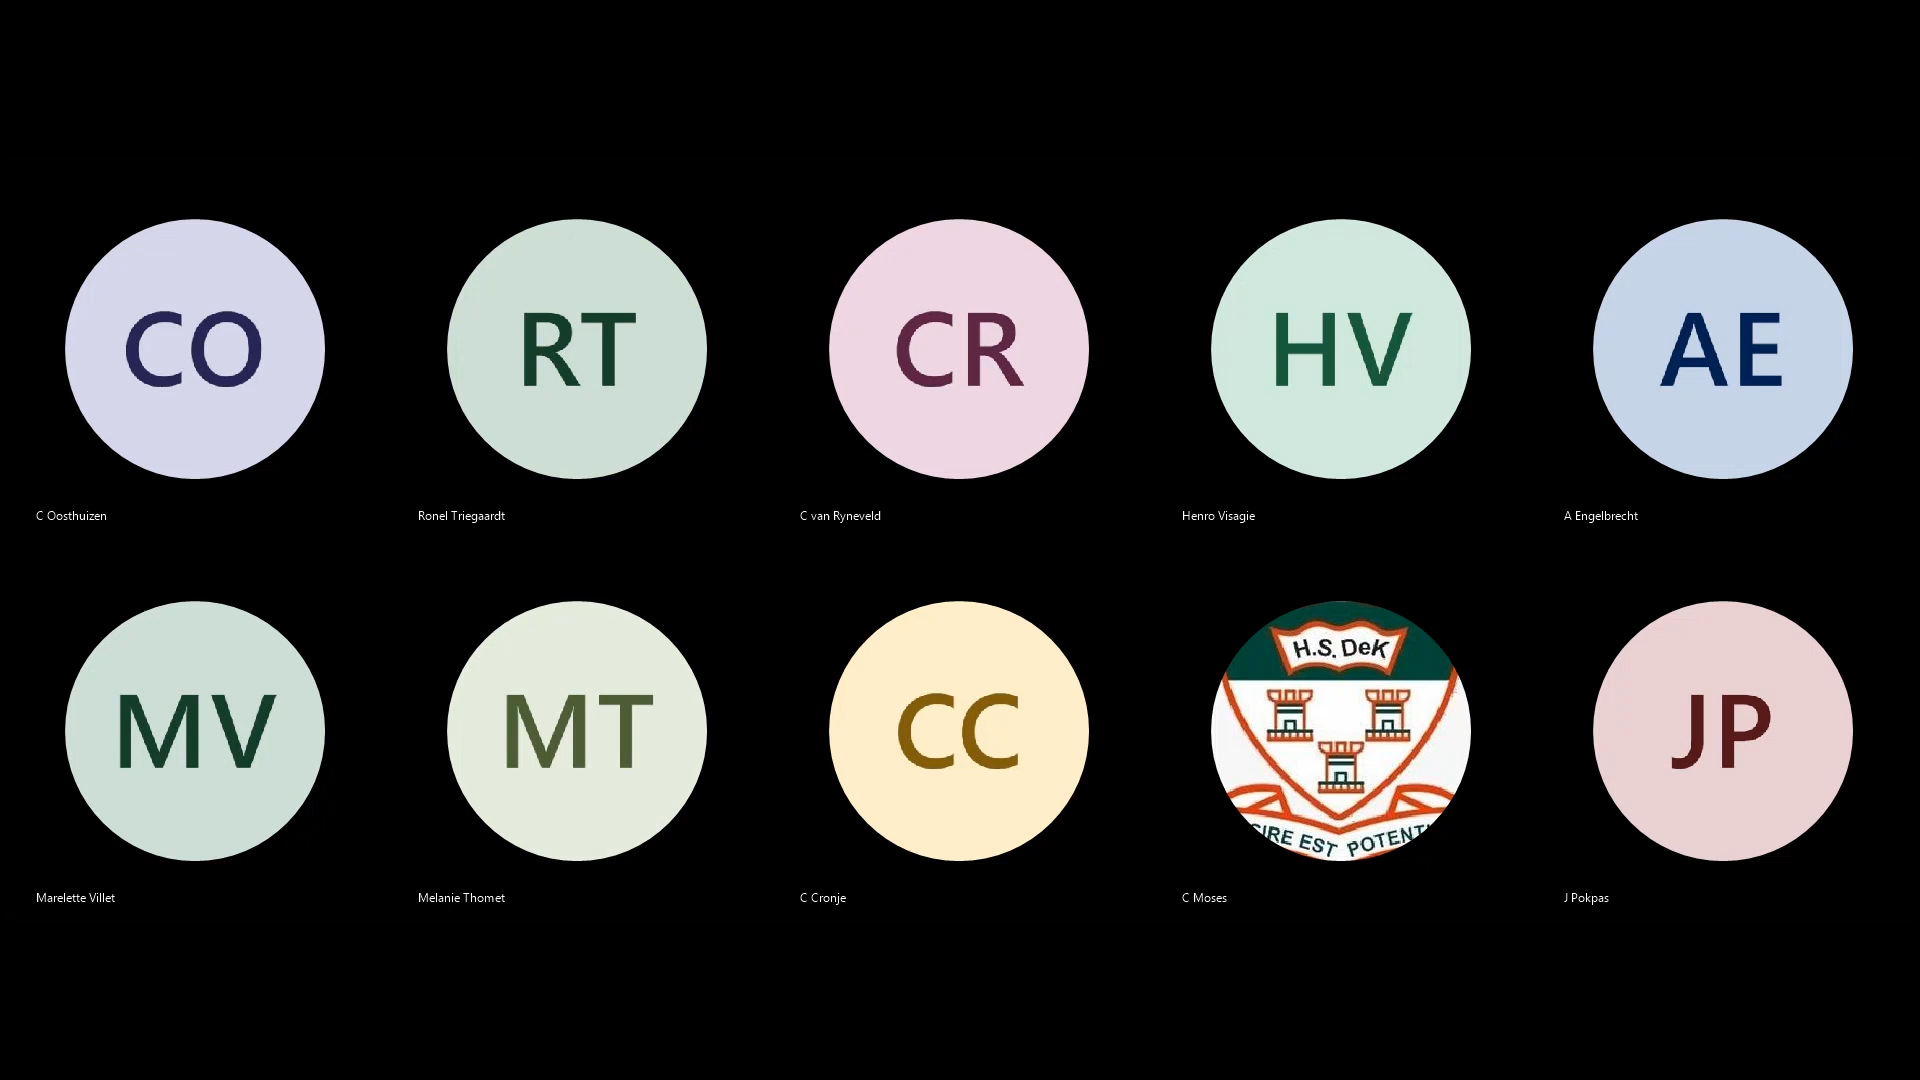 CO
RT
CR
HV
AE
C Oosthuizen
Ronel Triegaardt
C van Ryneveld
Henro Visagie
A Engelbrecht
MV
MT
CC
H.S. DeK
EST
JP
Marelette Villet
Melanie Thomet
C Cronje
C Moses
J Pokpas